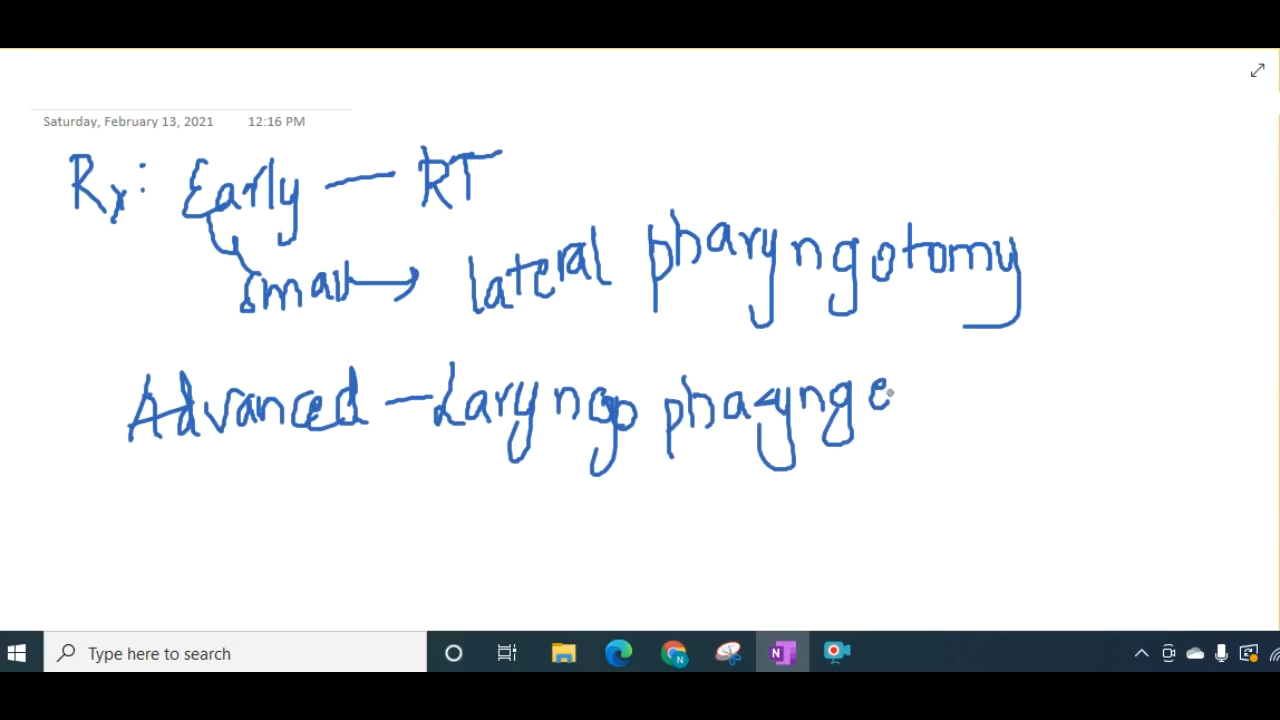 Saturday, February 13, 2021 12:16 PM
Rx: Early — RT
small → lateral pharyngotomy
Advanced — Laryngo pharynge
Type here to search